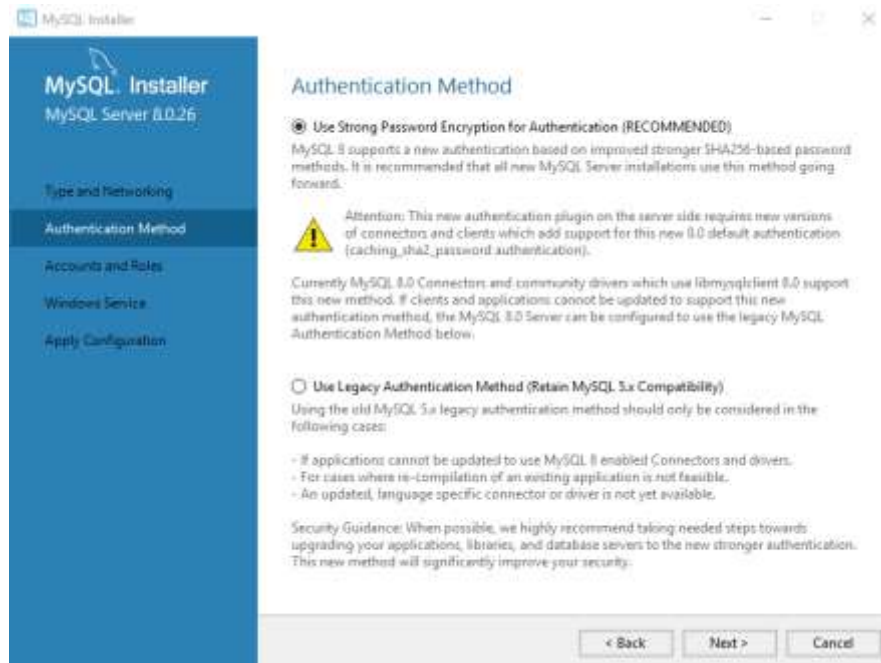 MySQL Installer
MySQL. Installer
MySQL Server 8.0.26
Type and Networking
Authentication Method
Accounts and Roles
Windows Service
Apply Configuration
Authentication Method
Use Strong Password Encryption for Authentication (RECOMMENDED)
MySQL 8 supports a new authentication based on improved stronger SHA256-based password
methods. It is recommended that all new MySQL Server installations use this method going
forward.
Attention: This new authentication plugin on the server side requires new versions
of connectors and clients which add support for this new 8.0 default authentication
(caching_sha2_password authentication).
Currently MySQL 8.0 Connectors and community drivers which use libmysqlclient 8.0 support
this new method. If clients and applications cannot be updated to support this new
authentication method, the MySQL 8.0 Server can be configured to use the legacy MySQL
Authentication Method below.
Use Legacy Authentication Method (Retain MySQL 5.x Compatibility)
Using the old MySQL 5.x legacy authentication method should only be considered in the
following cases:
- If applications cannot be updated to use MySQL 8 enabled Connectors and drivers.
- For cases where re-compilation of an existing application is not feasible.
- An updated, language specific connector or driver is not yet available.
Security Guidance: When possible, we highly recommend taking needed steps towards
upgrading your applications, libraries, and database servers to the new stronger authentication.
This new method will significantly improve your security.
< Back
Next >
Cancel